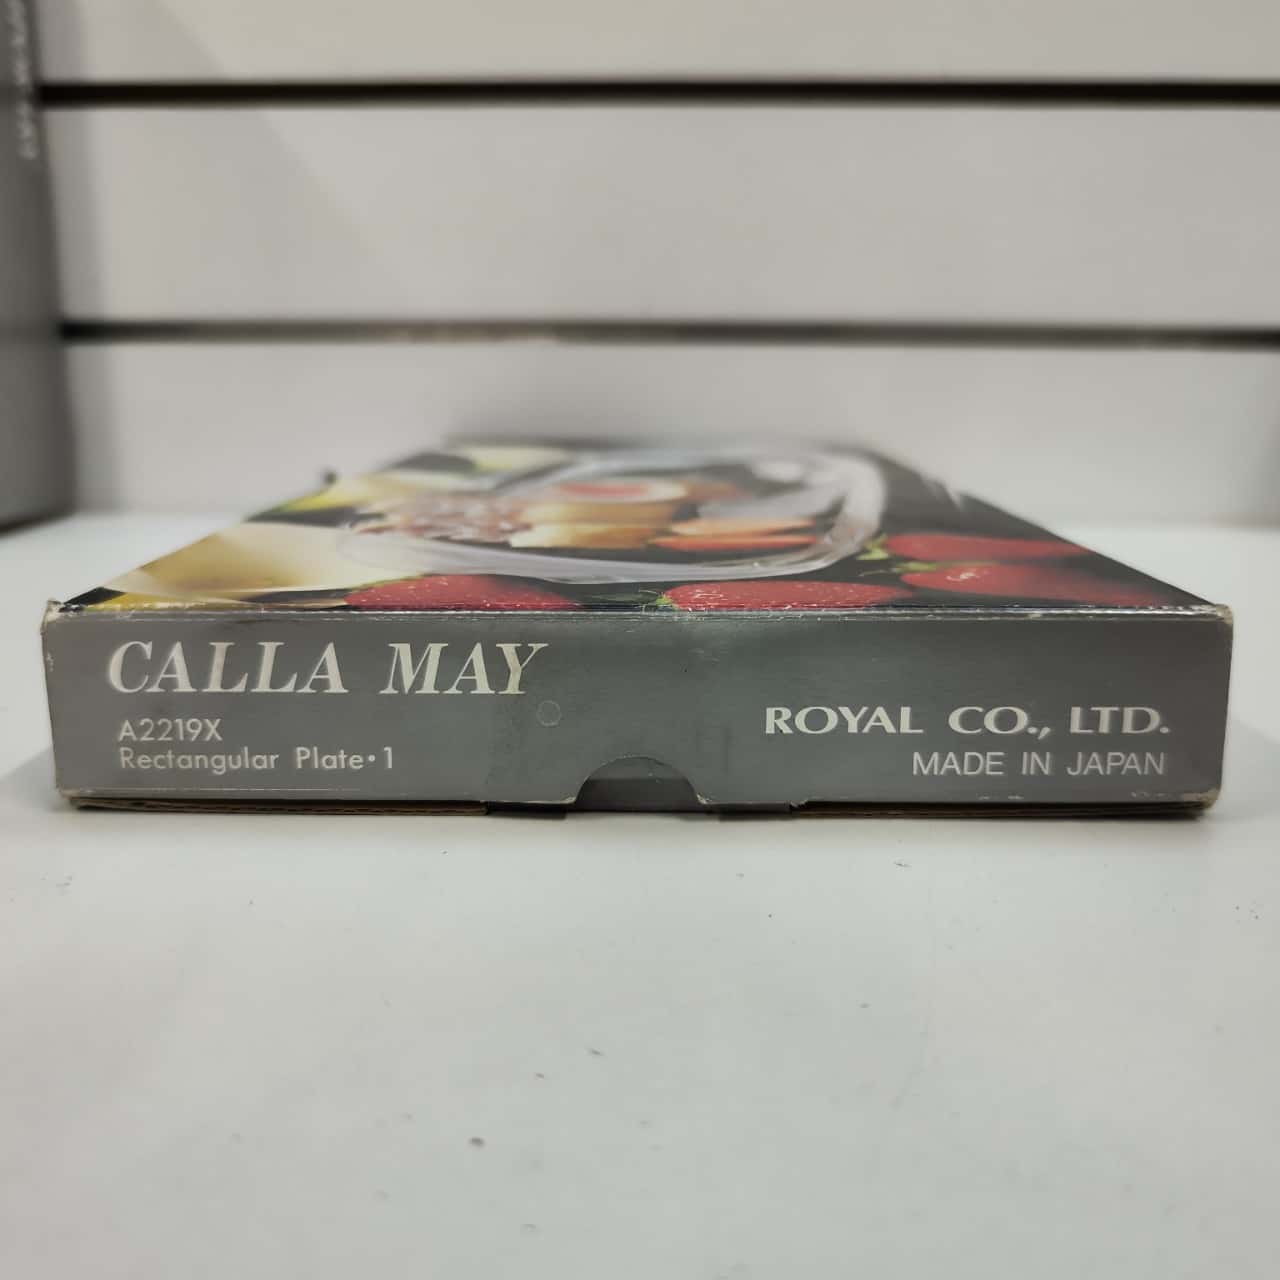 CALLA MAY
A2219X
Rectangular Plate·1
ROYAL CO., LTD.
MADE IN JAPAN